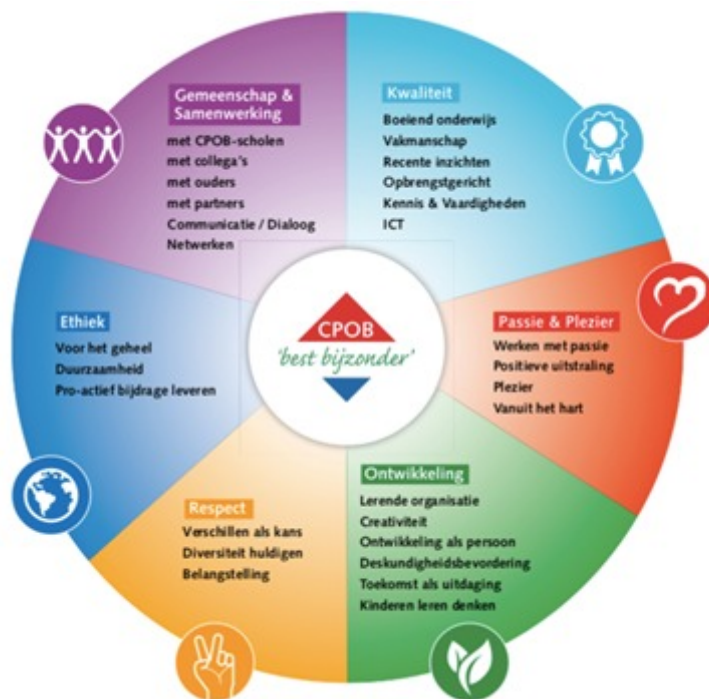 Gemeenschap &
Samenwerking
met CPOB-scholen
met collega's
met ouders
met partners
Communicatie / Dialoog
Netwerken
Kwaliteit
Boeiend onderwijs
Vakmanschap
Recente inzichten
Opbrengstgericht
Kennis & Vaardigheden
ICT
Passie & Plezier
Werken met passie
Positieve uitstraling
Plezier
Vanuit het hart
Ontwikkeling
Lerende organisatie
Creativiteit
Ontwikkeling als persoon
Deskundigheidsbevordering
Toekomst als uitdaging
Kinderen leren denken
Respect
Verschillen als kans
Diversiteit huldigen
Belangstelling
Ethiek
Voor het geheel
Duurzaamheid
Pro-actief bijdrage leveren
CPOB
'best bijzonder'